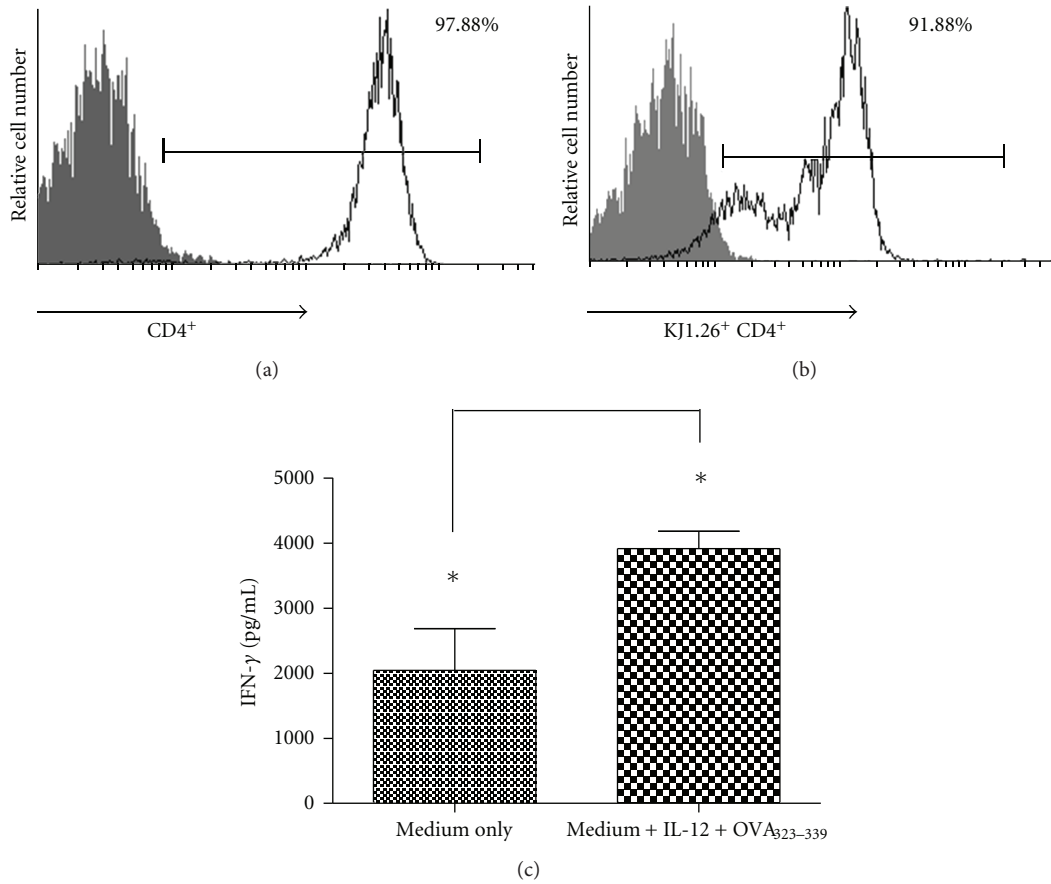 97.88%
Relative cell number
CD4⁺
(a)
91.88%
Relative cell number
KJ1.26⁺ CD4⁺
(b)
IFN-γ (pg/mL)
5000
4000
3000
2000
1000
0
*
*
Medium only
Medium + IL-12 + OVA₃₂₃₋₃₃₉
(c)